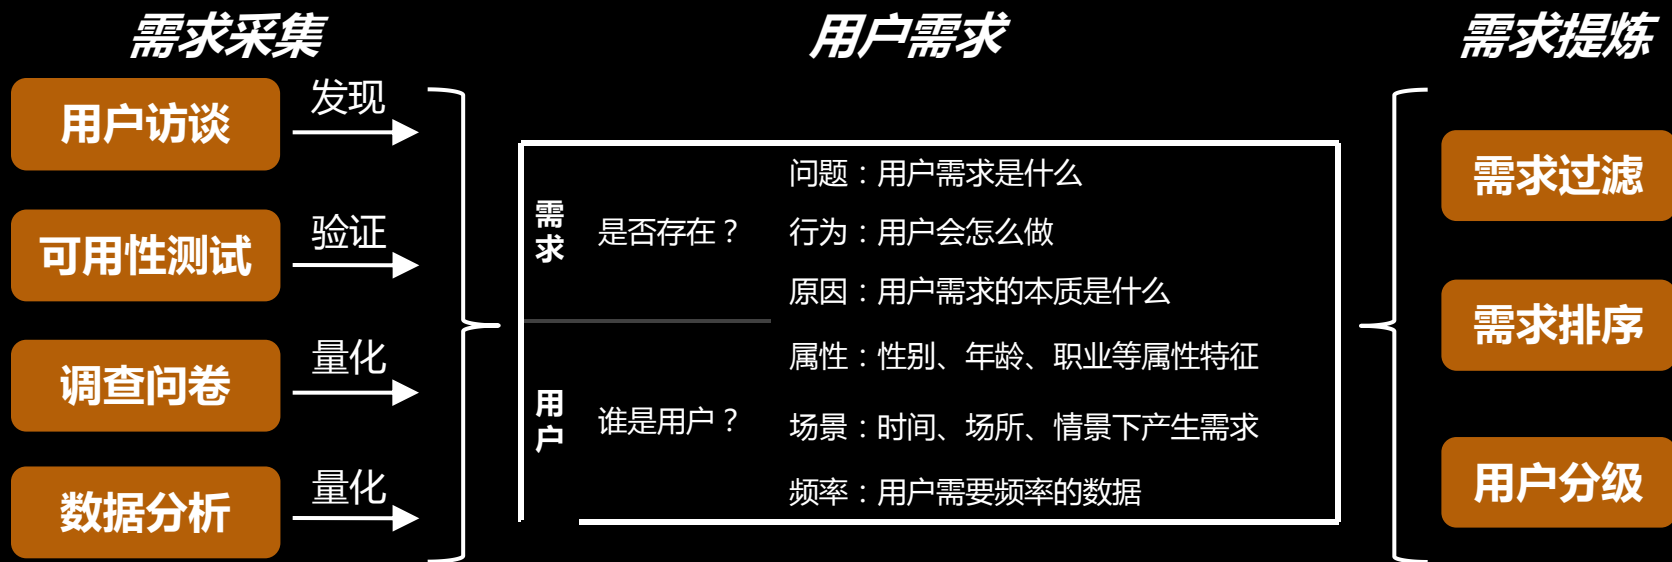 需求采集
用户需求
需求提炼
用户访谈
发现
可用性测试
验证
调查问卷
量化
数据分析
量化
需求
是否存在？
问题：用户需求是什么
行为：用户会怎么做
原因：用户需求的本质是什么
用户
谁是用户？
属性：性别、年龄、职业等属性特征
场景：时间、场所、情景下产生需求
频率：用户需要频率的数据
需求过滤
需求排序
用户分级